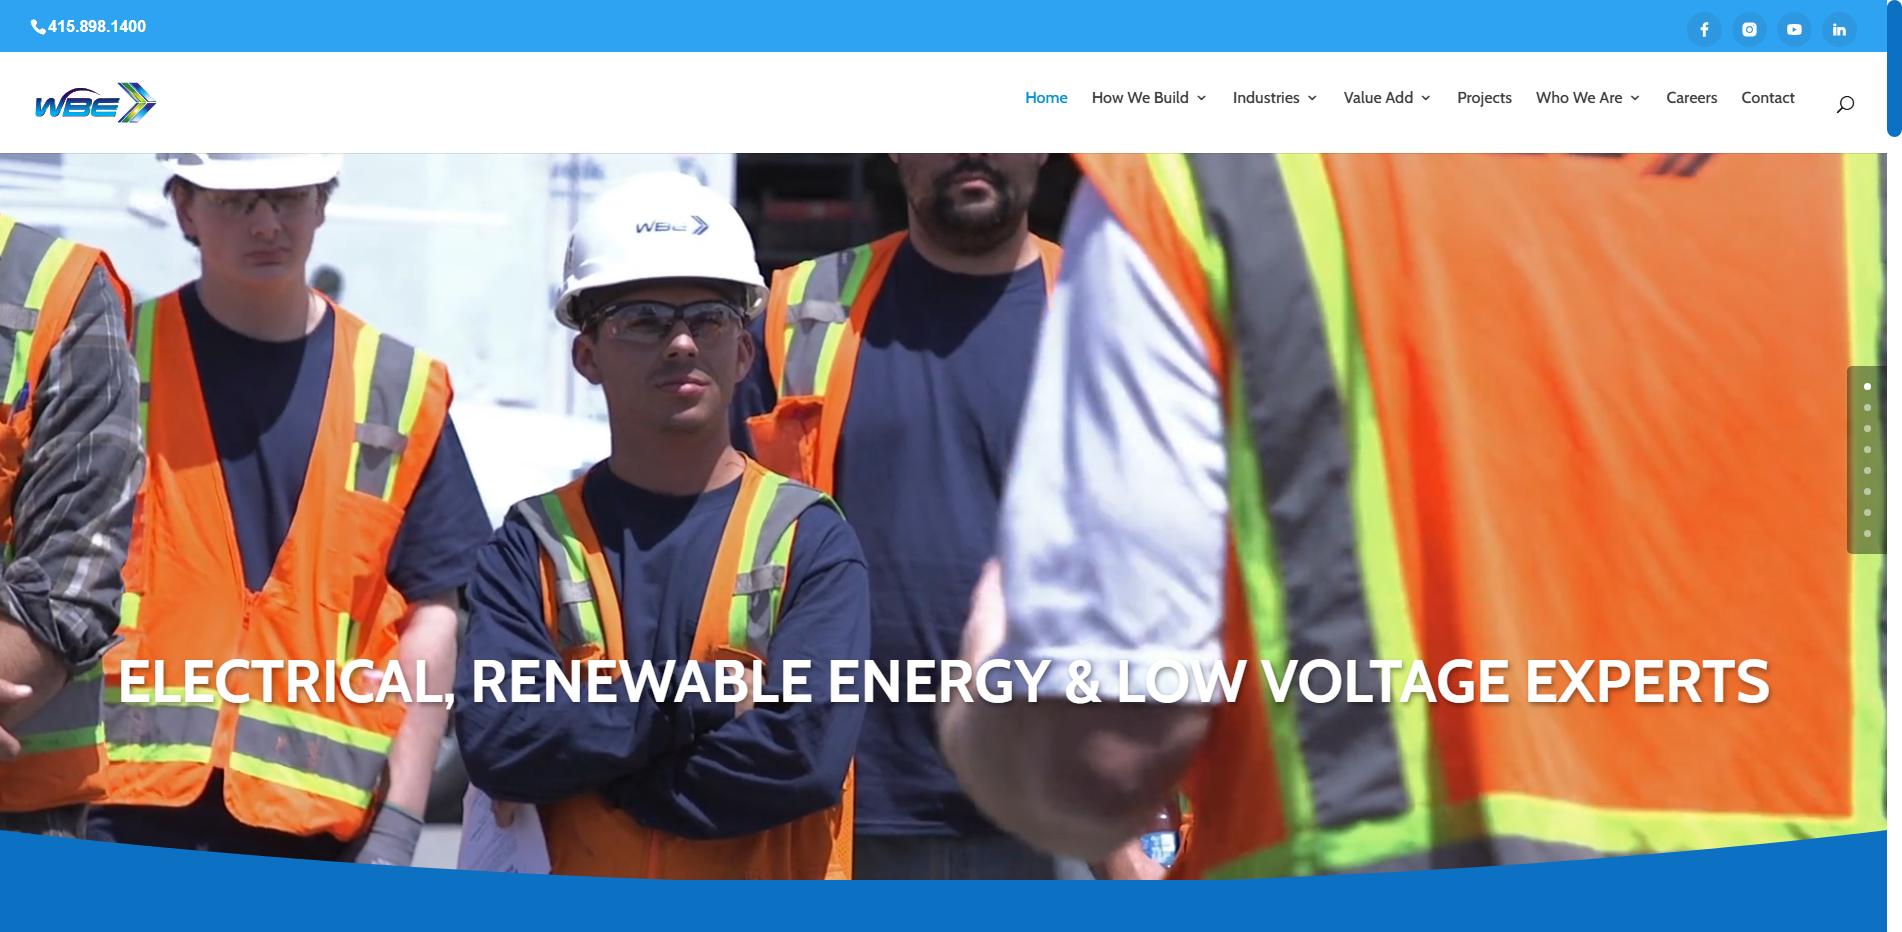 415.898.1400
WBE
Home
How We Build
Industries
Value Add
Projects
Who We Are
Careers
Contact
WBE
ELECTRICAL, RENEWABLE ENERGY & LOW VOLTAGE EXPERTS